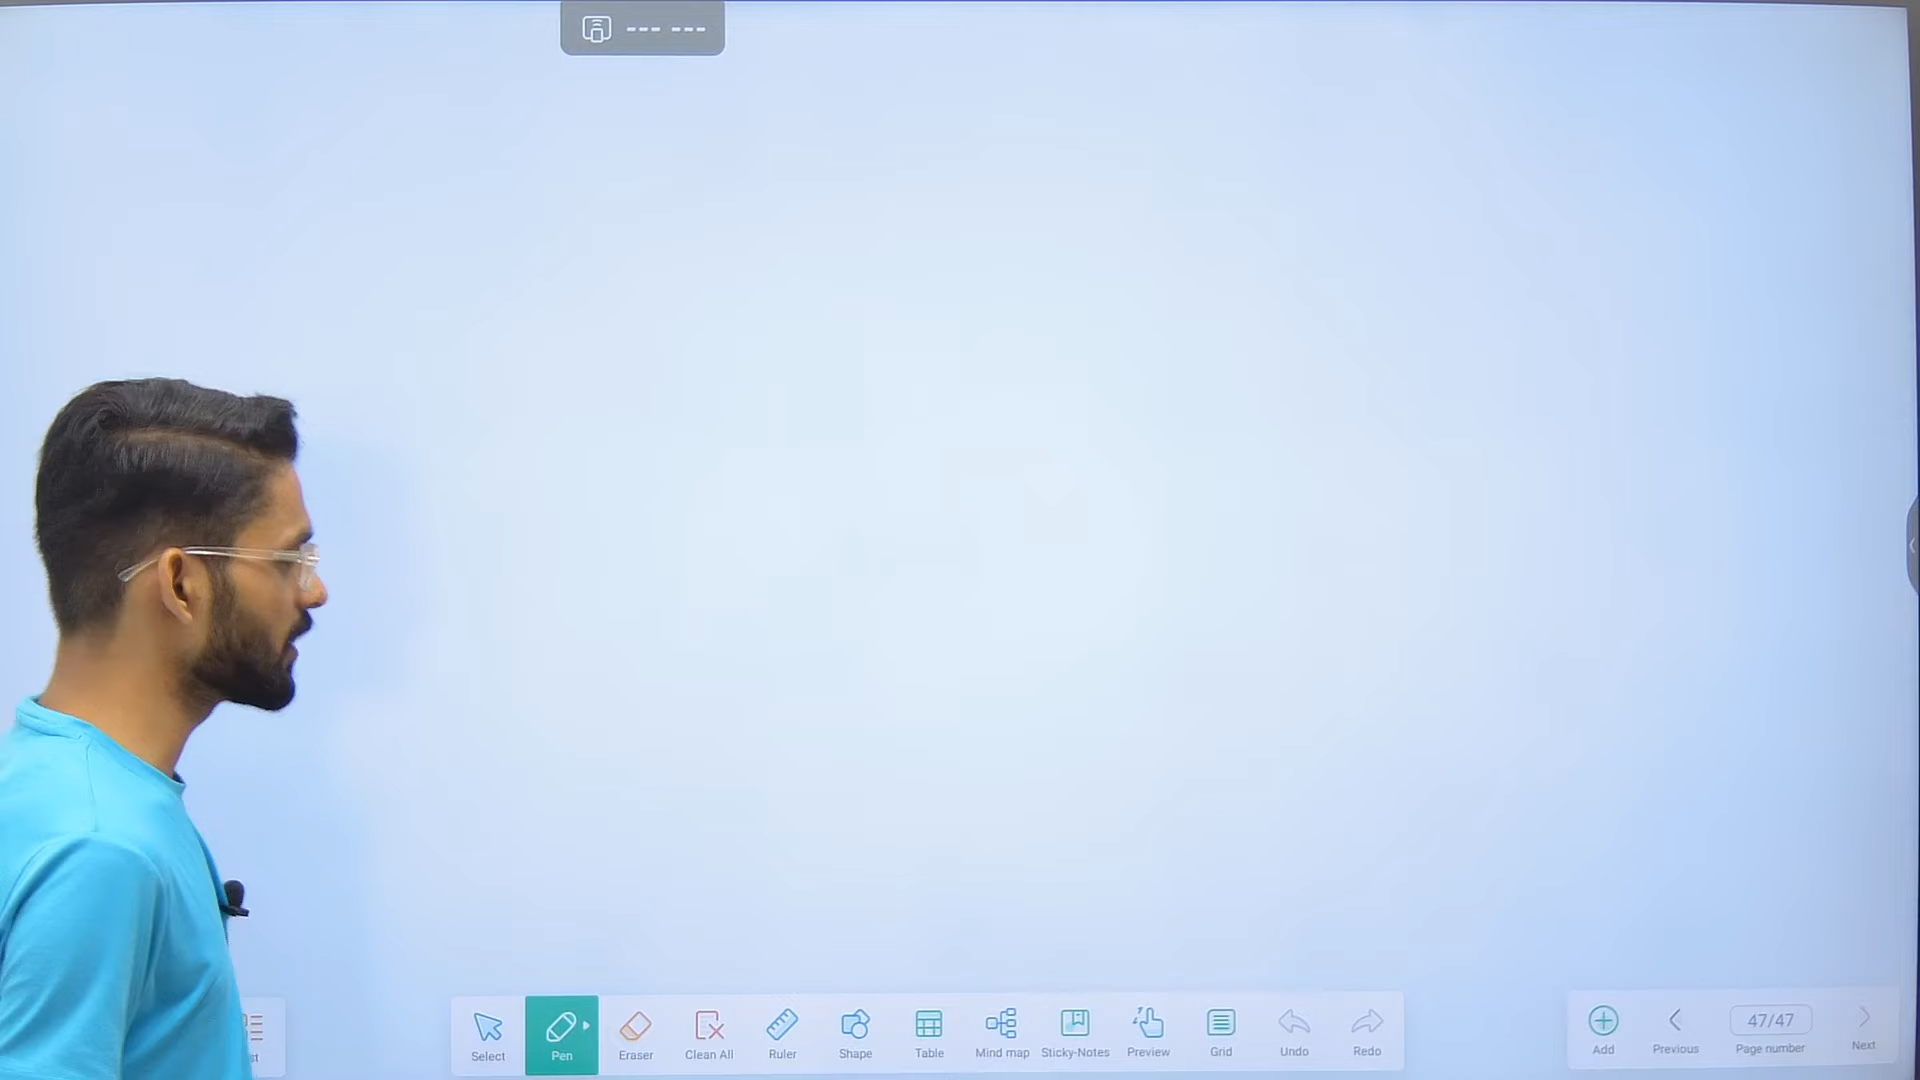 --- ---
st
Select
Pen
Eraser
Clean All
Ruler
Shape
Table
Mind map
Sticky-Notes
Preview
Grid
Undo
Redo
Add
Previous
47/47
Page number
Next